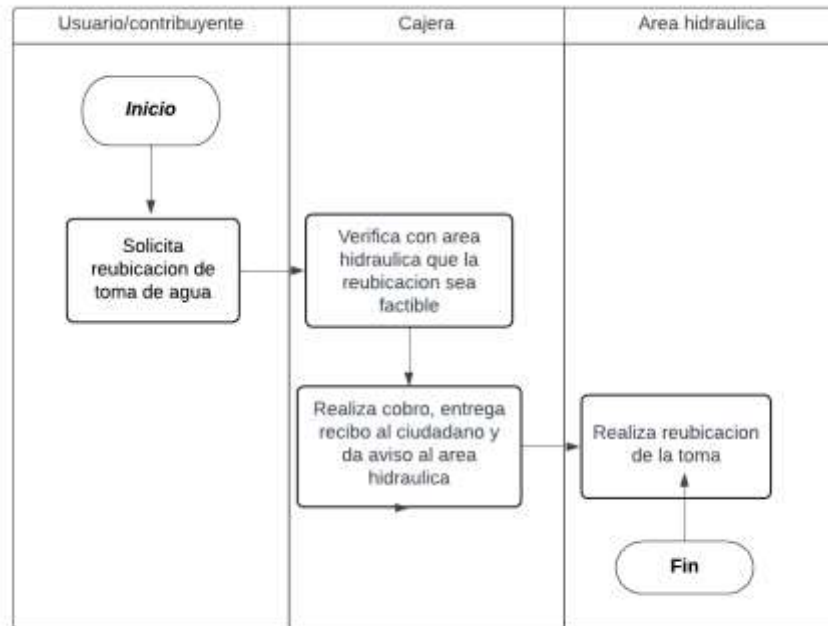 Usuario/contribuyente
Cajera
Area hidraulica
Inicio
Solicita
reubicacion de
toma de agua
Verifica con area
hidraulica que la
reubicacion sea
factible
Realiza cobro, entrega
recibo al ciudadano y
da aviso al area
hidraulica
Realiza reubicacion
de la toma
Fin